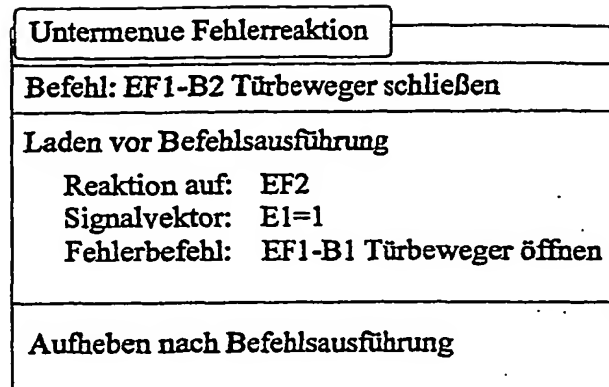 Untermenue Fehlerreaktion
Befehl: EF1-B2 Türbeweger schließen
Laden vor Befehlsausführung
Reaktion auf: EF2
Signalvektor: E1=1
Fehlerbefehl: EF1-B1 Türbeweger öffnen
Aufheben nach Befehlsausführung